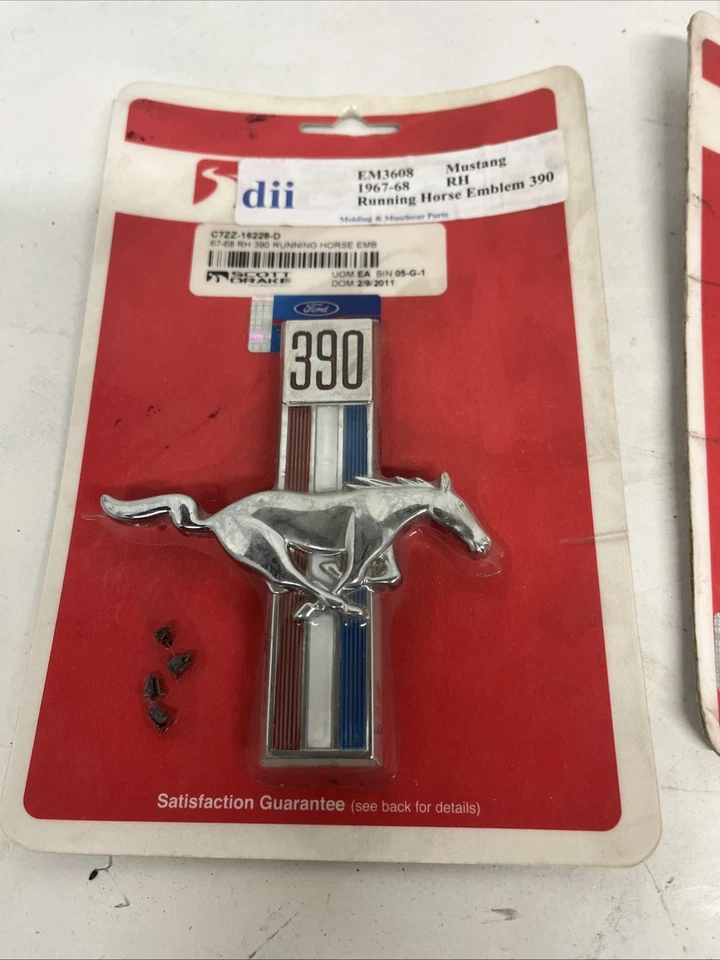 dii
EM3608 Mustang
1967-68 RH
Running Horse Emblem 390
Molding & Musclecar Parts
C7ZZ-16228-D
67-68 RH 390 RUNNING HORSE EMB
SCOTT DRAKE
UOM EA BIN 05-G-1
DOM 2/9/2011
Ford
390
Satisfaction Guarantee (see back for details)